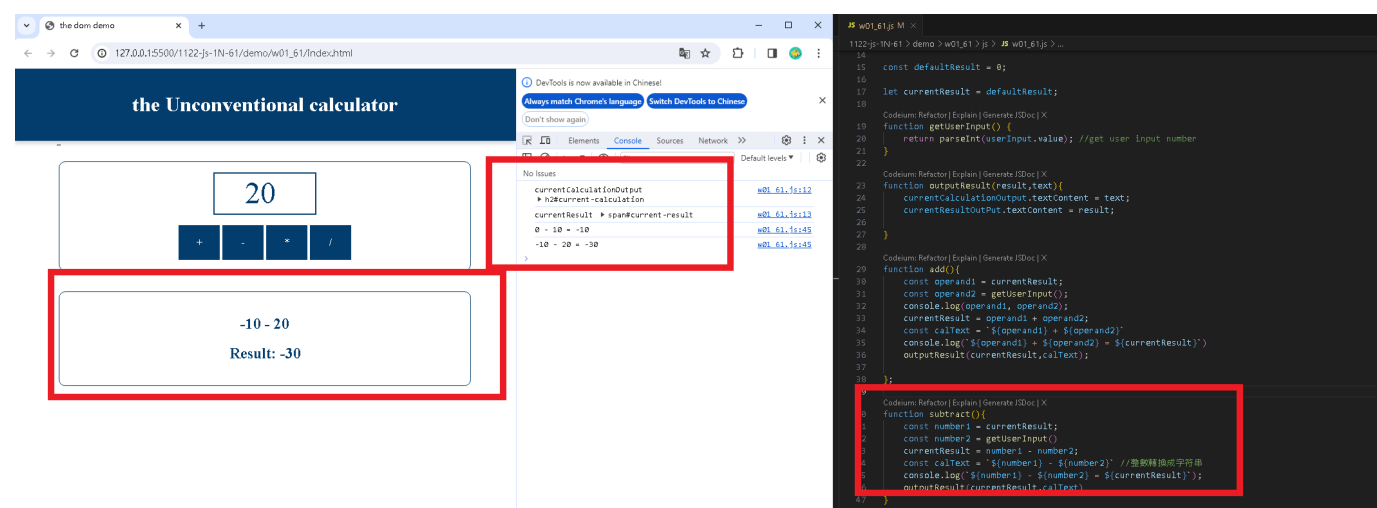 the dom demo
127.0.0.1:5500/1122-js-1N-61/demo/w01_61/index.html
the Unconventional calculator
20
+ - * /
-10 - 20
Result: -30
DevTools is now available in Chinese!
Always match Chrome's language Switch DevTools to Chinese
Don't show again
Elements Console Sources Network
Default levels
No Issues
currentCalculationOutput w01_61.js:12
h2#current-calculation
currentResult span#current-result w01_61.js:13
0 - 10 = -10 w01_61.js:45
-10 - 20 = -30 w01_61.js:45
JS w01_61.js M
1122-js-1N-61 > demo > w01_61 > js > JS w01_61.js > ...
14
15 const defaultResult = 0;
16
17 let currentResult = defaultResult;
18
Codeium: Refactor | Explain | Generate JSDoc | X
19 function getUserInput() {
20 return parseInt(userInput.value); //get user input number
21 }
22
Codeium: Refactor | Explain | Generate JSDoc | X
23 function outputResult(result,text){
24 currentCalculationOutput.textContent = text;
25 currentResultOutPut.textContent = result;
26
27 }
28
Codeium: Refactor | Explain | Generate JSDoc | X
29 function add(){
30 const operand1 = currentResult;
31 const operand2 = getUserInput();
32 console.log(operand1, operand2);
33 currentResult = operand1 + operand2;
34 const calText = `${operand1} + ${operand2}`
35 console.log(`${operand1} + ${operand2} = ${currentResult}`)
36 outputResult(currentResult,calText);
37
38 };
9
Codeium: Refactor | Explain | Generate JSDoc | X
0 function subtract(){
1 const number1 = currentResult;
2 const number2 = getUserInput()
3 currentResult = number1 - number2;
4 const calText = `${number1} - ${number2}` //整數轉換成字符串
5 console.log(`${number1} - ${number2} = ${currentResult}`);
outputResult(currentResult,calText)
47 }